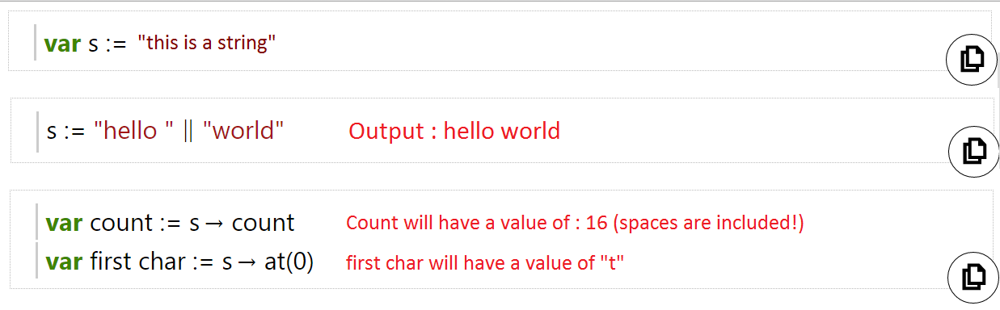 var s := "this is a string"
s := "hello " || "world" Output : hello world
var count := s → count Count will have a value of : 16 (spaces are included!)
var first char := s → at(0) first char will have a value of "t"